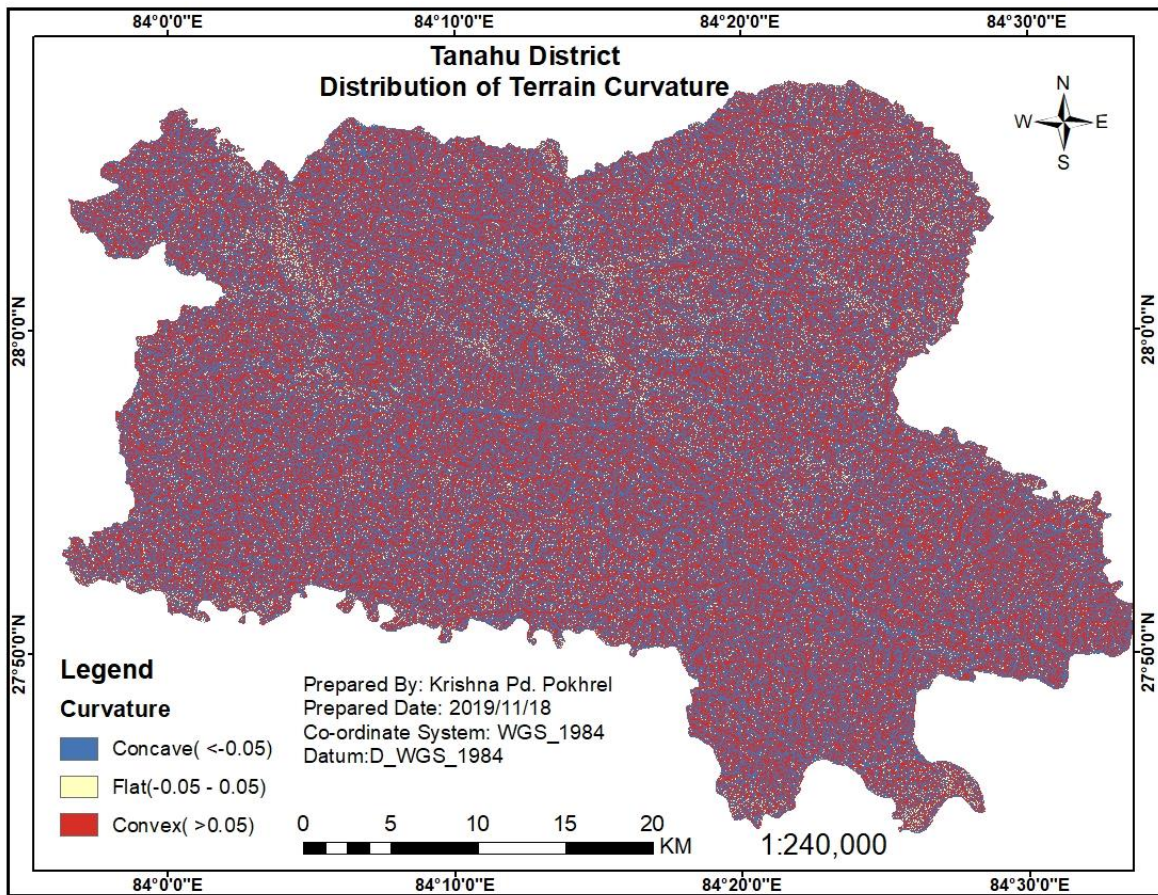 84°0'0"E 84°10'0"E 84°20'0"E 84°30'0"E
Tanahu District
Distribution of Terrain Curvature
N
W E
S
28°0'0"N 28°0'0"N
27°50'0"N 27°50'0"N
Legend
Curvature
Concave( <-0.05)
Flat(-0.05 - 0.05)
Convex( >0.05)
Prepared By: Krishna Pd. Pokhrel
Prepared Date: 2019/11/18
Co-ordinate System: WGS_1984
Datum:D_WGS_1984
0 5 10 15 20
KM
1:240,000
84°0'0"E 84°10'0"E 84°20'0"E 84°30'0"E